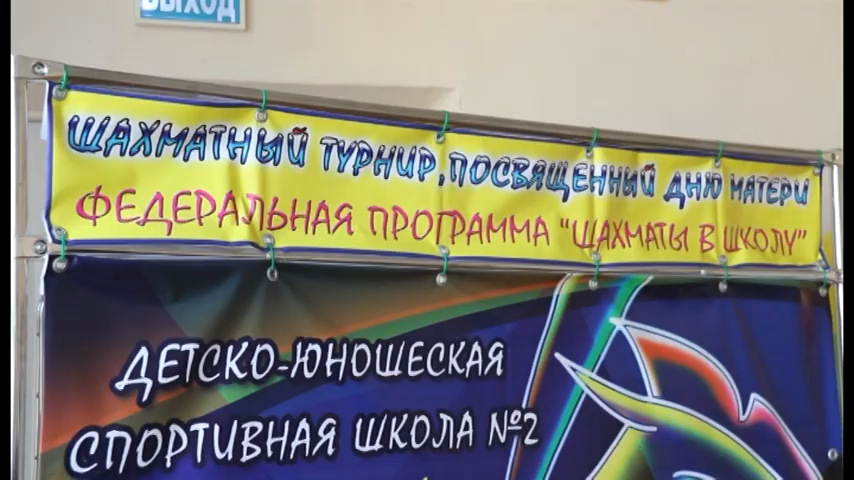 ВЫХОД
ШАХМАТНЫЙ ТУРНИР, ПОСВЯЩЕННЫЙ ДНЮ МАТЕРИ
ФЕДЕРАЛЬНАЯ ПРОГРАММА "ШАХМАТЫ В ШКОЛУ"
ДЕТСКО-ЮНОШЕСКАЯ
СПОРТИВНАЯ ШКОЛА №2